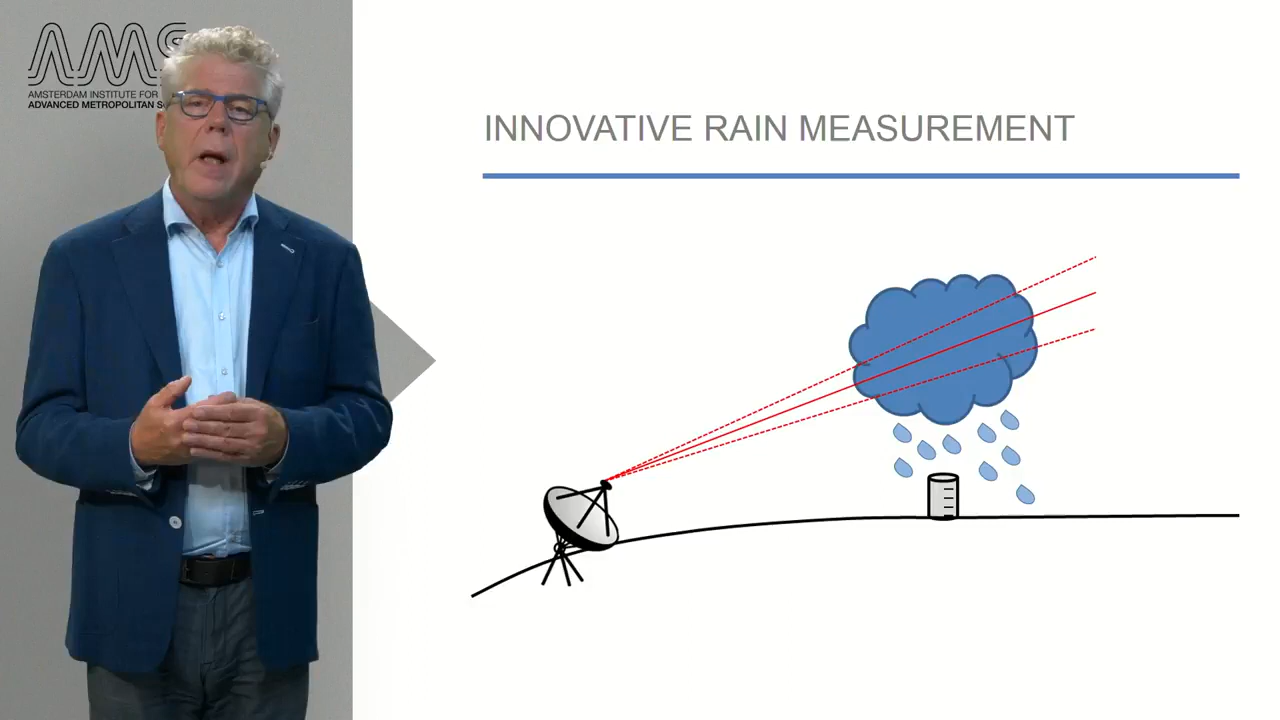 AMS
AMSTERDAM INSTITUTE FOR
ADVANCED METROPOLITAN
INNOVATIVE RAIN MEASUREMENT